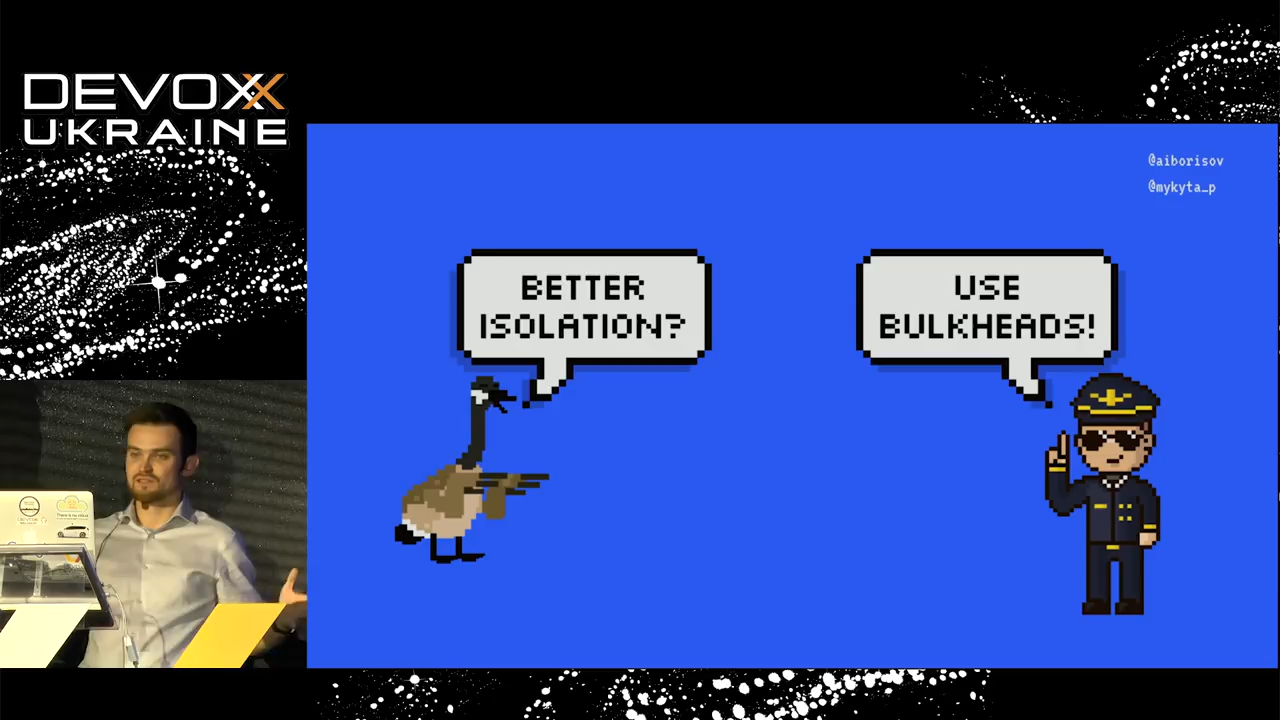 DEVOXX
UKRAINE
@aiborisov
@mykyta_p
BETTER
ISOLATION?
USE
BULKHEADS!